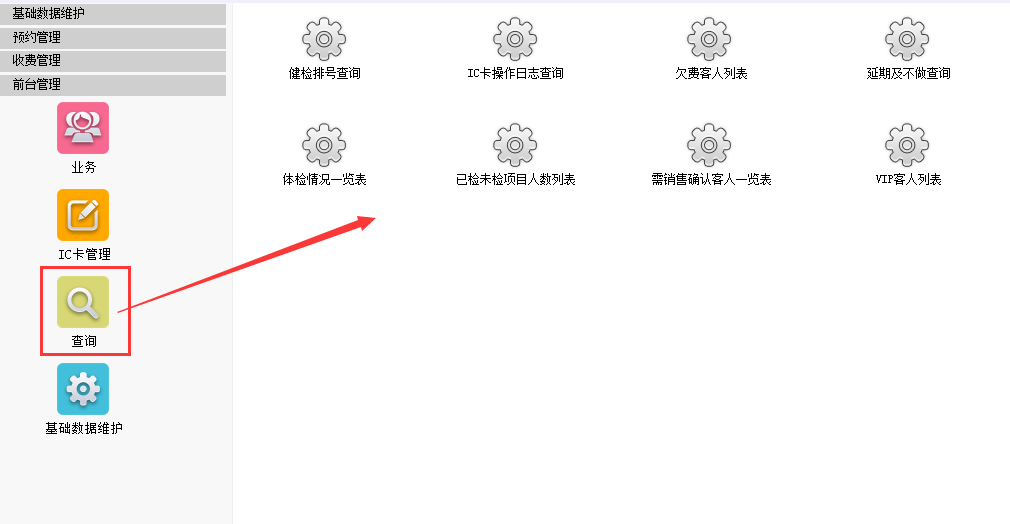 基础数据维护
预约管理
收费管理
前台管理
业务
IC卡管理
查询
基础数据维护
健检排号查询
IC卡操作日志查询
欠费客人列表
延期及不做查询
体检情况一览表
已检未检项目人数列表
需销售确认客人一览表
VIP客人列表